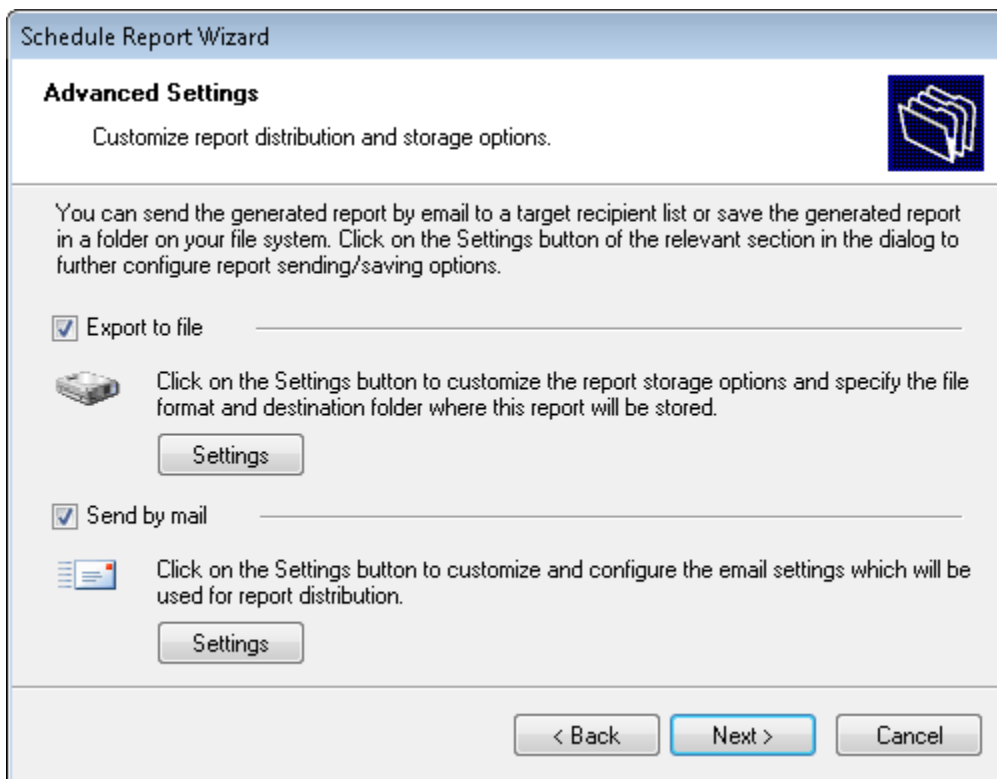 Schedule Report Wizard
Advanced Settings
Customize report distribution and storage options.
You can send the generated report by email to a target recipient list or save the generated report
in a folder on your file system. Click on the Settings button of the relevant section in the dialog to
further configure report sending/saving options.
Export to file
Click on the Settings button to customize the report storage options and specify the file
format and destination folder where this report will be stored.
Settings
Send by mail
Click on the Settings button to customize and configure the email settings which will be
used for report distribution.
Settings
< Back Next > Cancel